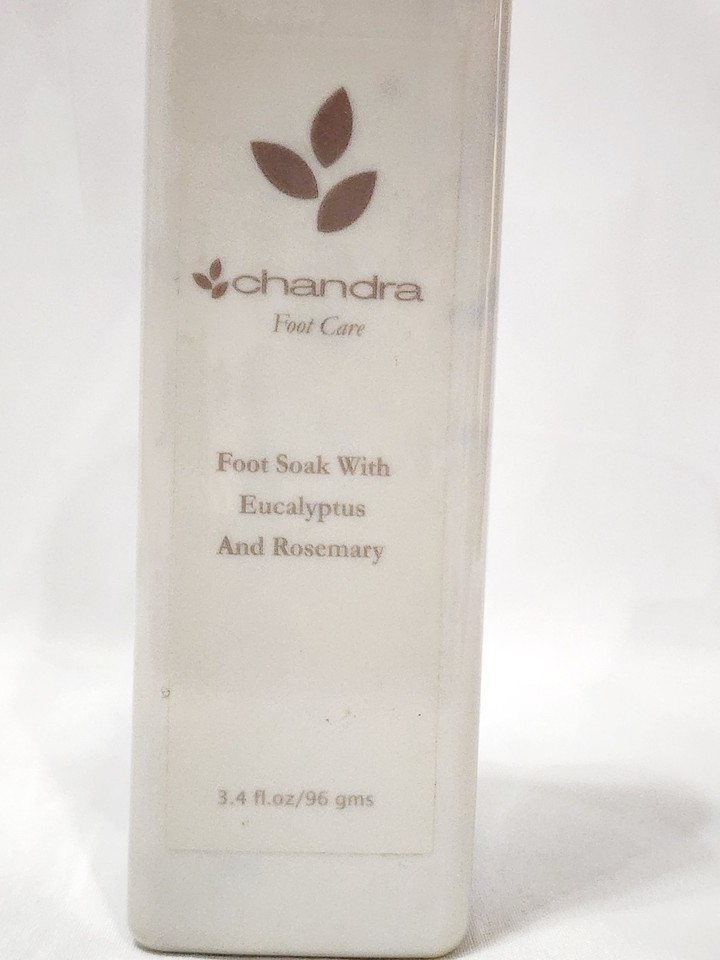 chandra
Foot Care
Foot Soak With
Eucalyptus
And Rosemary
3.4 fl.oz/96 gms